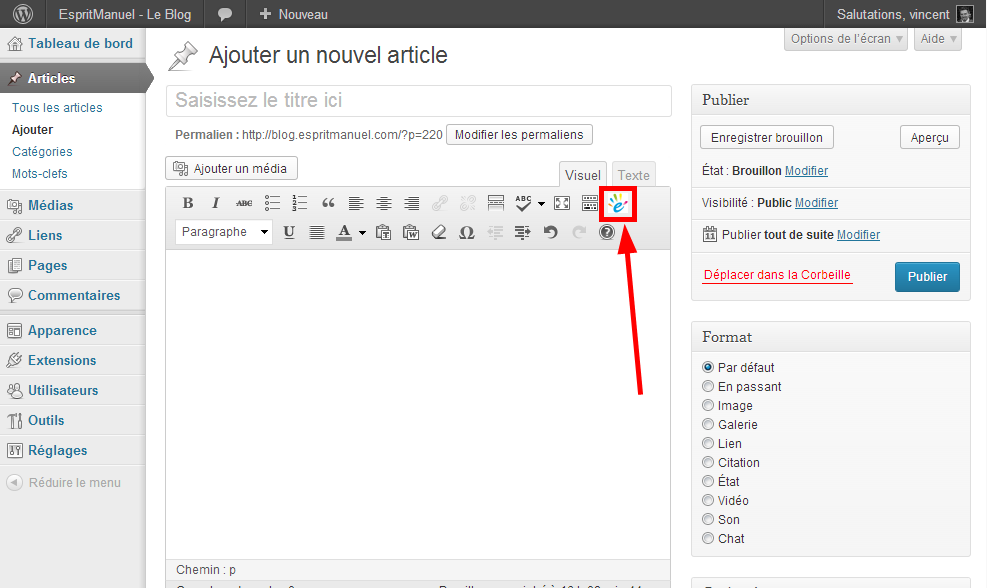 EspritManuel - Le Blog
Nouveau
Salutations, vincent
Options de l'écran
Aide
Tableau de bord
Articles
Tous les articles
Ajouter
Catégories
Mots-clefs
Médias
Liens
Pages
Commentaires
Apparence
Extensions
Utilisateurs
Outils
Réglages
Réduire le menu
Ajouter un nouvel article
Saisissez le titre ici
Permalien : http://blog.espritmanuel.com/?p=220 Modifier les permaliens
Ajouter un média
Visuel
Texte
B I ABC ABC
Paragraphe U A Ω
Chemin : p
Publier
Enregistrer brouillon
Aperçu
État : Brouillon Modifier
Visibilité : Public Modifier
11 Publier tout de suite Modifier
Déplacer dans la Corbeille
Publier
Format
Par défaut
En passant
Image
Galerie
Lien
Citation
État
Vidéo
Son
Chat